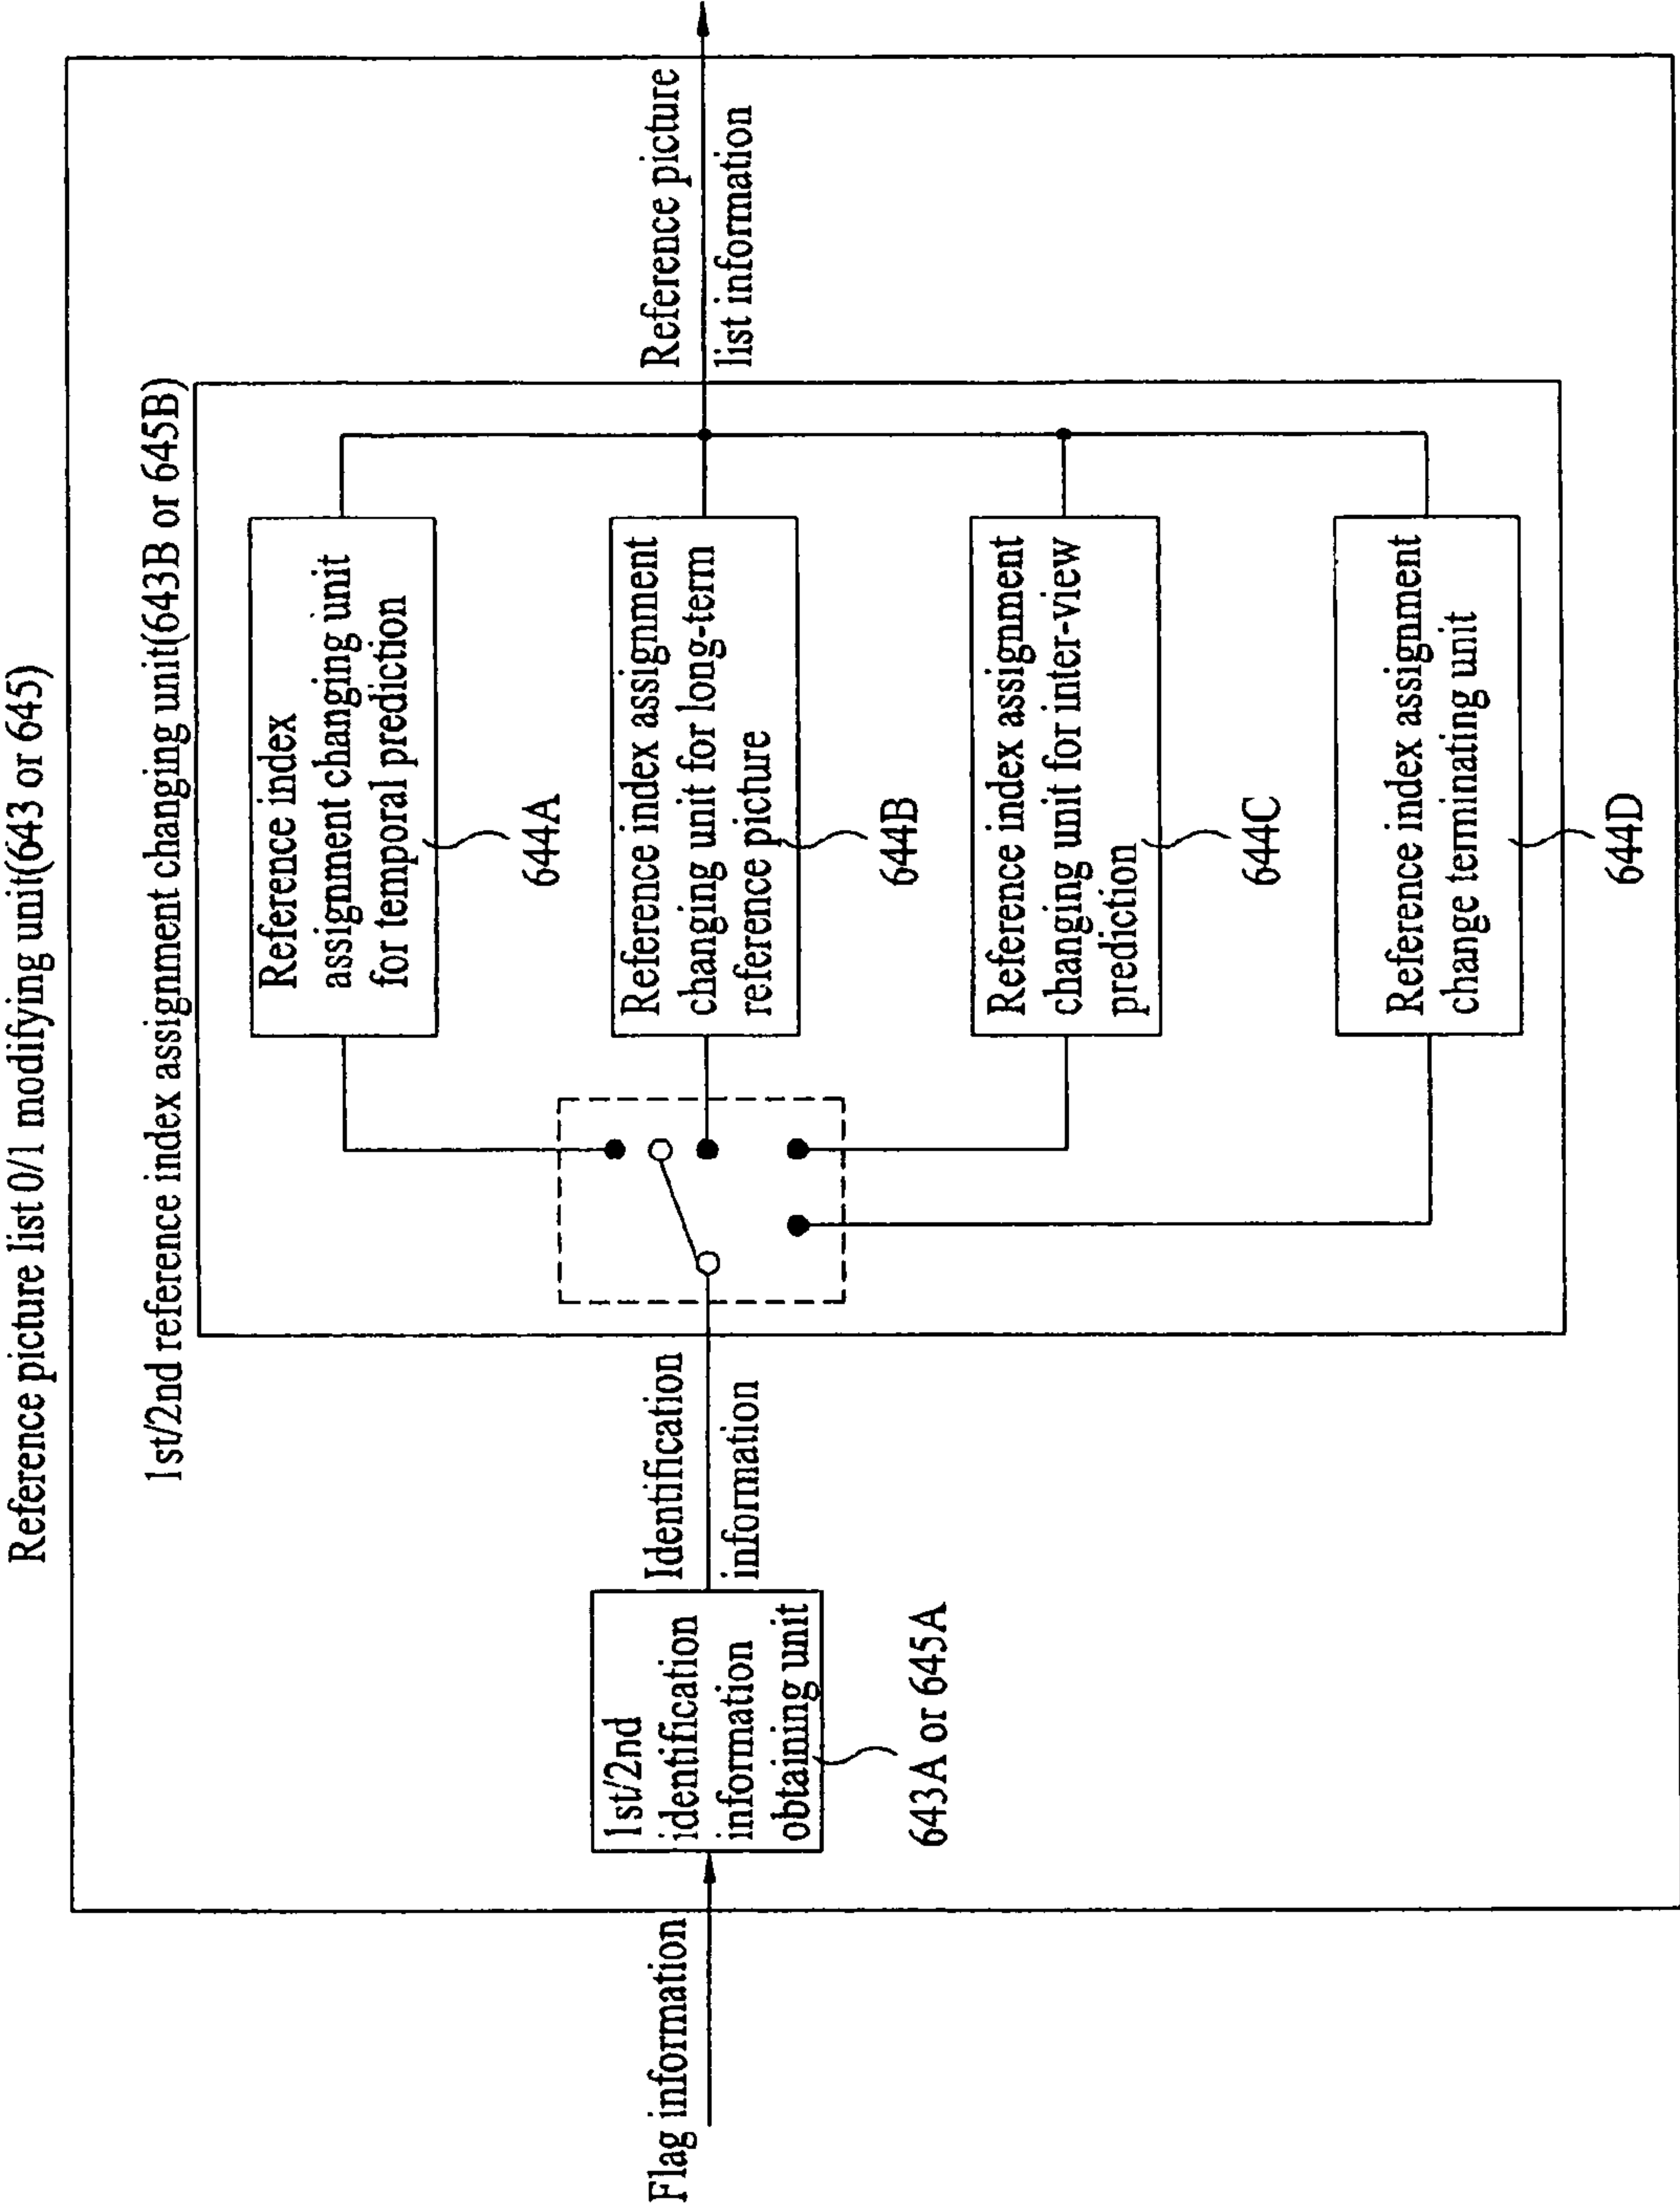 Reference picture list 0/1 modifying unit(643 or 645)
1st/2nd reference index assignment changing unit(643B or 645B)
Flag information
1st/2nd
identification
information
obtaining unit
643A or 645A
Identification
information
Reference index
assignment changing unit
for temporal prediction
644A
Reference index assignment
changing unit for long-term
reference picture
644B
Reference index assignment
changing unit for inter-view
prediction
644C
Reference index assignment
change terminating unit
644D
Reference picture
list information